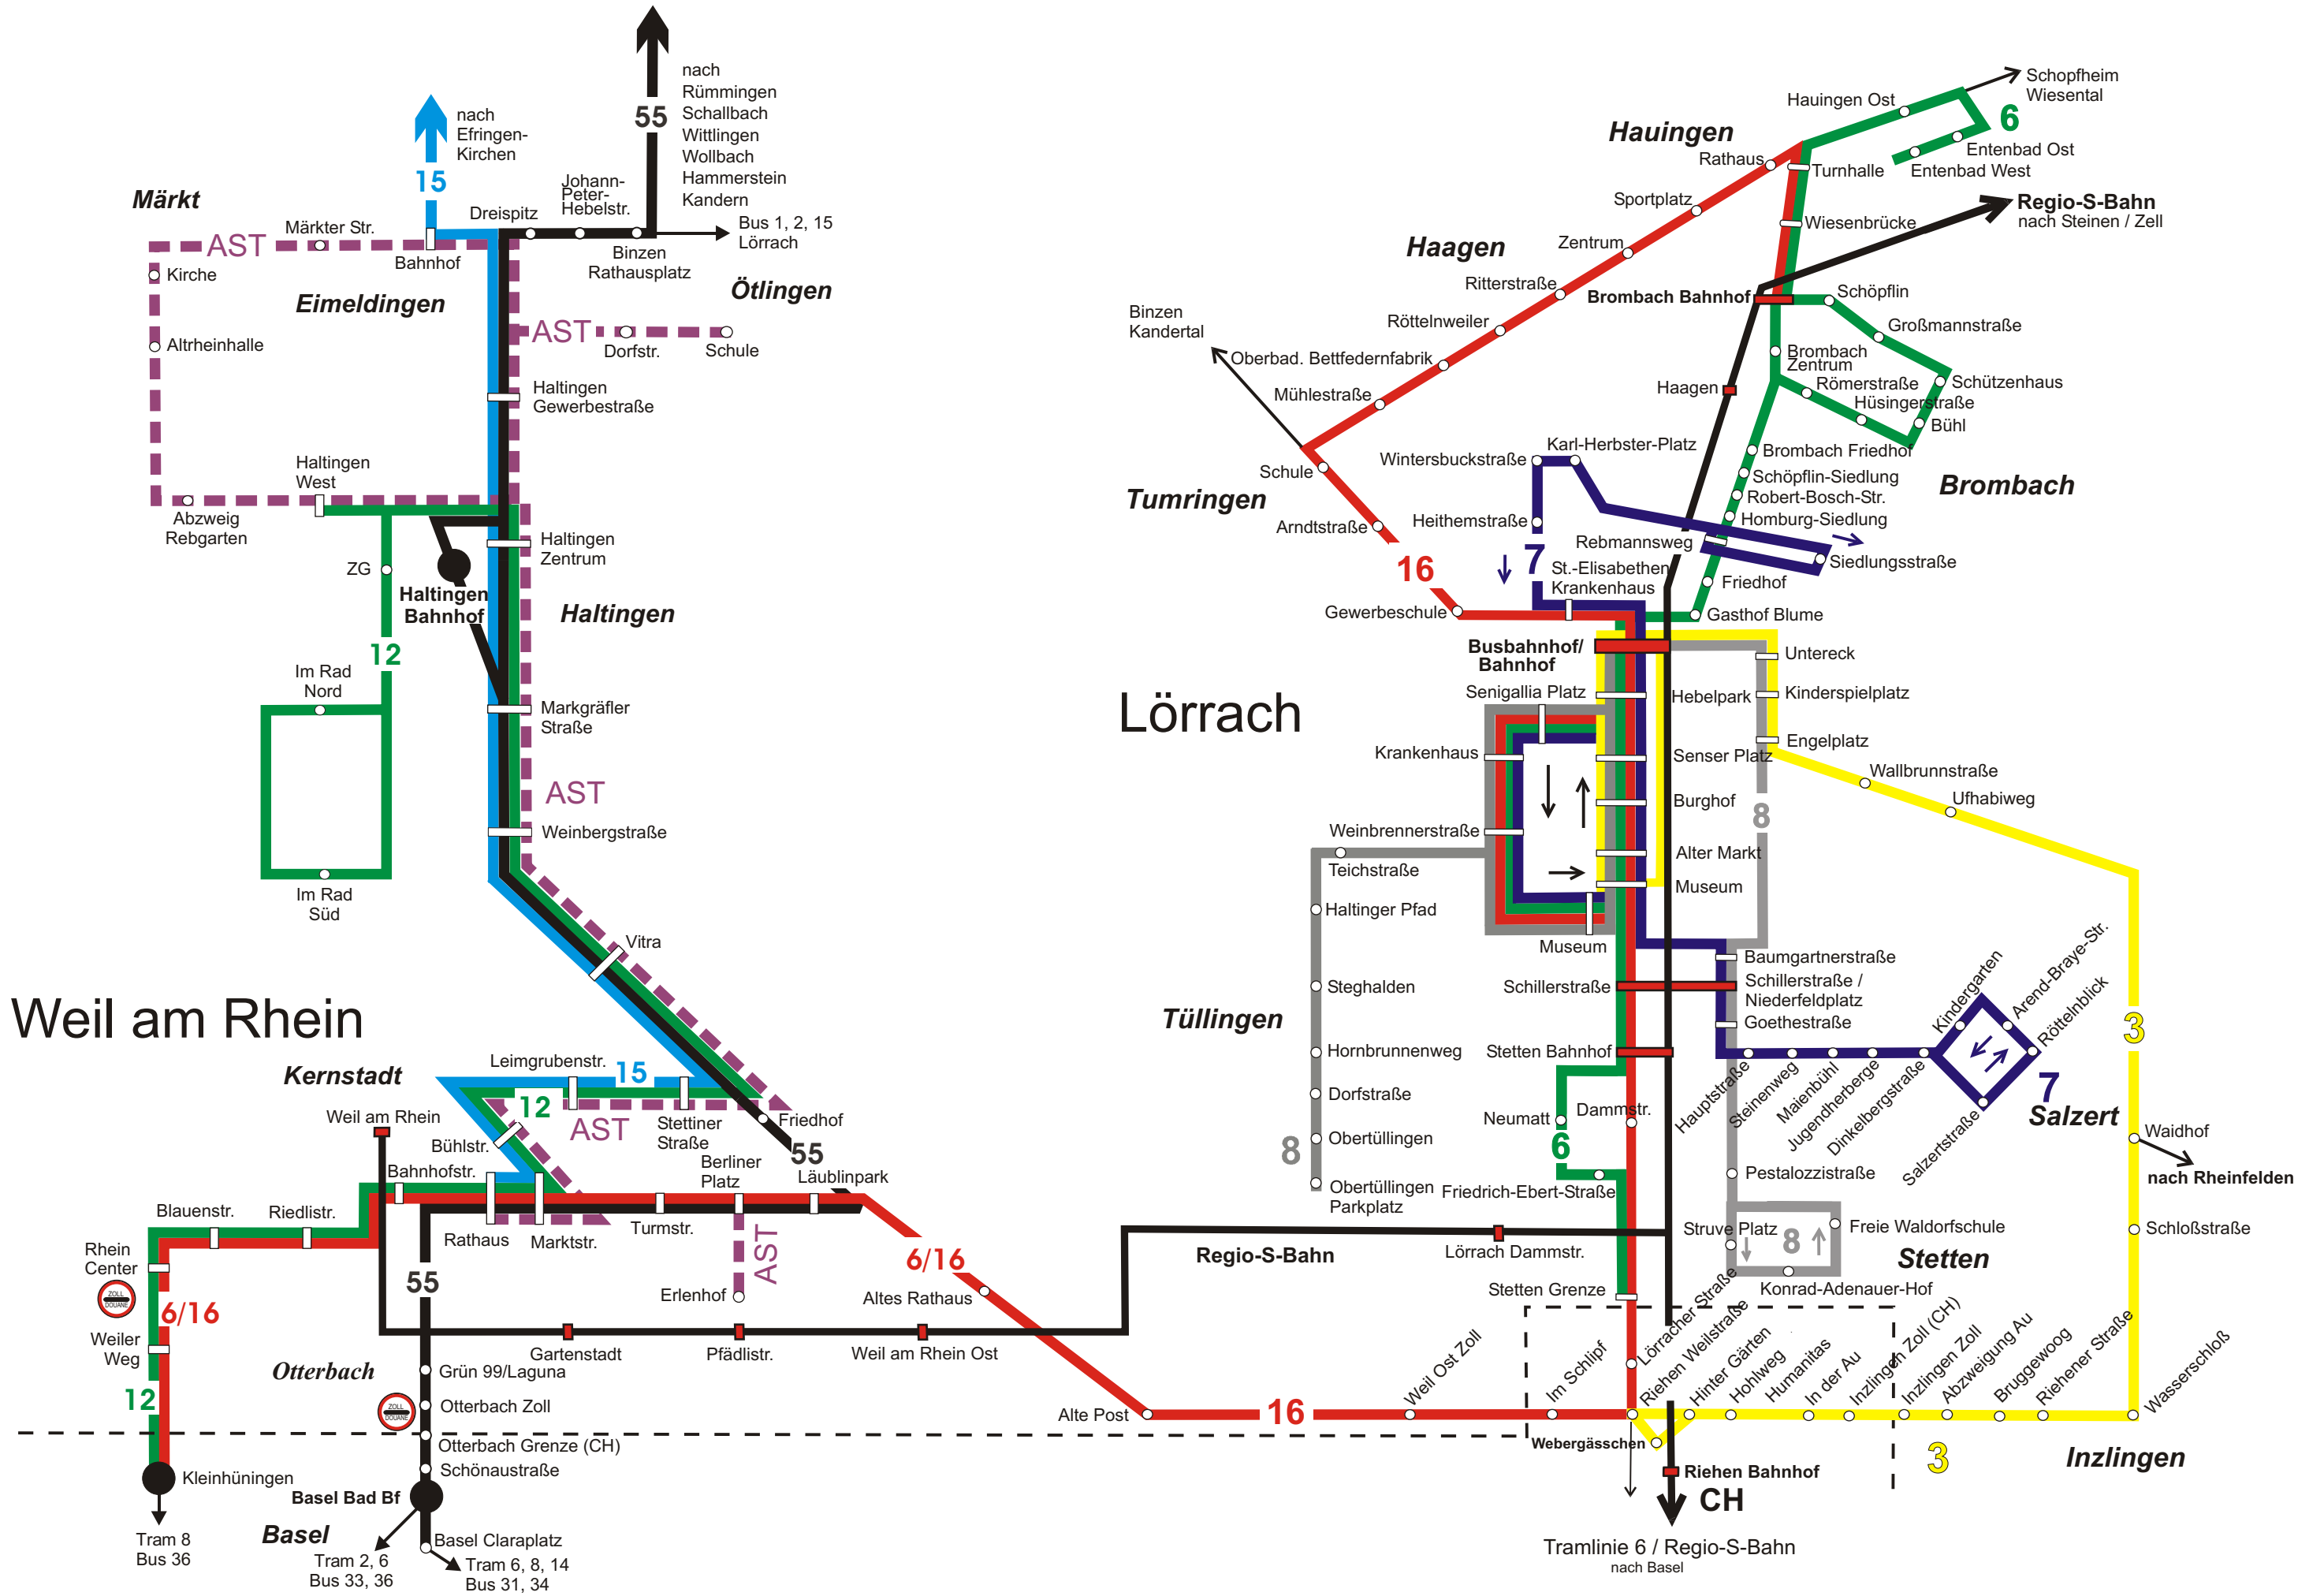 nach
Rümmingen
Schallbach
Wittlingen
Wollbach
Hammerstein
Kandern
55
nach
Efringen-
Kirchen
15
Märkt
AST
Märkter Str.
Dreispitz
Johann-
Peter-
Hebelstr.
Bus 1, 2, 15
Lörrach
Bahnhof
Binzen
Rathausplatz
Kirche
Eimeldingen
Ötlingen
AST
Dorfstr.
Schule
Altrheinhalle
Haltingen
Gewerbestraße
Haltingen
West
Abzweig
Rebgarten
Haltingen
Zentrum
ZG
Haltingen
Bahnhof
Haltingen
12
Im Rad
Nord
Markgräfler
Straße
AST
Weinbergstraße
Im Rad
Süd
Vitra
Weil am Rhein
Kernstadt
Leimgrubenstr.
15
12
AST
Stettiner
Straße
Friedhof
55
Weil am Rhein
Bühlstr.
Berliner
Platz
Läublinpark
Bahnhofstr.
Blauenstr.
Riedlistr.
Rathaus
Marktstr.
Turmstr.
AST
Rhein
Center
ZOLL
DOUANE
6/16
55
Erlenhof
6/16
Altes Rathaus
Weiler
Weg
Gartenstadt
Pfädlistr.
Weil am Rhein Ost
Otterbach
Grün 99/Laguna
12
ZOLL
DOUANE
Otterbach Zoll
Otterbach Grenze (CH)
Schönaustraße
Kleinhüningen
Basel Bad Bf
Basel
Basel Claraplatz
Tram 8
Bus 36
Tram 2, 6
Bus 33, 36
Tram 6, 8, 14
Bus 31, 34
Schopfheim
Wiesental
Hauingen Ost
6
Hauingen
Rathaus
Turnhalle
Entenbad Ost
Entenbad West
Sportplatz
Wiesenbrücke
Regio-S-Bahn
nach Steinen / Zell
Haagen
Zentrum
Ritterstraße
Brombach Bahnhof
Schöpflin
Binzen
Kandertal
Röttelnweiler
Großmannstraße
Oberbad. Bettfedernfabrik
Brombach
Zentrum
Haagen
Römerstraße
Schützenhaus
Mühlestraße
Hüsingerstraße
Bühl
Karl-Herbster-Platz
Wintersbuckstraße
Brombach Friedhof
Schule
Schöpflin-Siedlung
Brombach
Tumringen
Robert-Bosch-Str.
Arndtstraße
Heithemstraße
Homburg-Siedlung
16
7
Rebmannsweg
Siedlungsstraße
St.-Elisabethen
Krankenhaus
Friedhof
Gewerbeschule
Gasthof Blume
Busbahnhof/
Bahnhof
Untereck
Senigallia Platz
Hebelpark
Kinderspielplatz
Lörrach
Krankenhaus
Senser Platz
Engelplatz
Wallbrunnstraße
Burghof
8
Ufhabiweg
Weinbrennerstraße
Alter Markt
Teichstraße
Museum
Haltinger Pfad
Museum
Baumgartnerstraße
Steghalden
Schillerstraße
Schillerstraße /
Niederfeldplatz
Tüllingen
Goethestraße
Kindergarten
Arend-Braye-Str.
Röttelnblick
3
Hornbrunnenweg
Stetten Bahnhof
Dorfstraße
Neumatt
Dammstr.
Hauptstraße
Steinenweg
Maienbühl
Jugendherberge
Dinkelbergstraße
Salzertstraße
7
Salzert
Obertüllingen
8
6
Waidhof
nach Rheinfelden
Obertüllingen
Parkplatz
Friedrich-Ebert-Straße
Pestalozzistraße
Struve Platz
8
Freie Waldorfschule
Schloßstraße
Regio-S-Bahn
Lörrach Dammstr.
Stetten
Stetten Grenze
Konrad-Adenauer-Hof
Alte Post
16
Weil Ost Zoll
Im Schlipf
Lörracher Straße
Riehen Weilstraße
Hinter Gärten
Hohlweg
Humanitas
In der Au
Inzlingen Zoll (CH)
Inzlingen Zoll
Abzweigung Au
Bruggewoog
Riehener Straße
Wasserschloß
Webergässchen
3
Inzlingen
Riehen Bahnhof
CH
Tramlinie 6 / Regio-S-Bahn
nach Basel